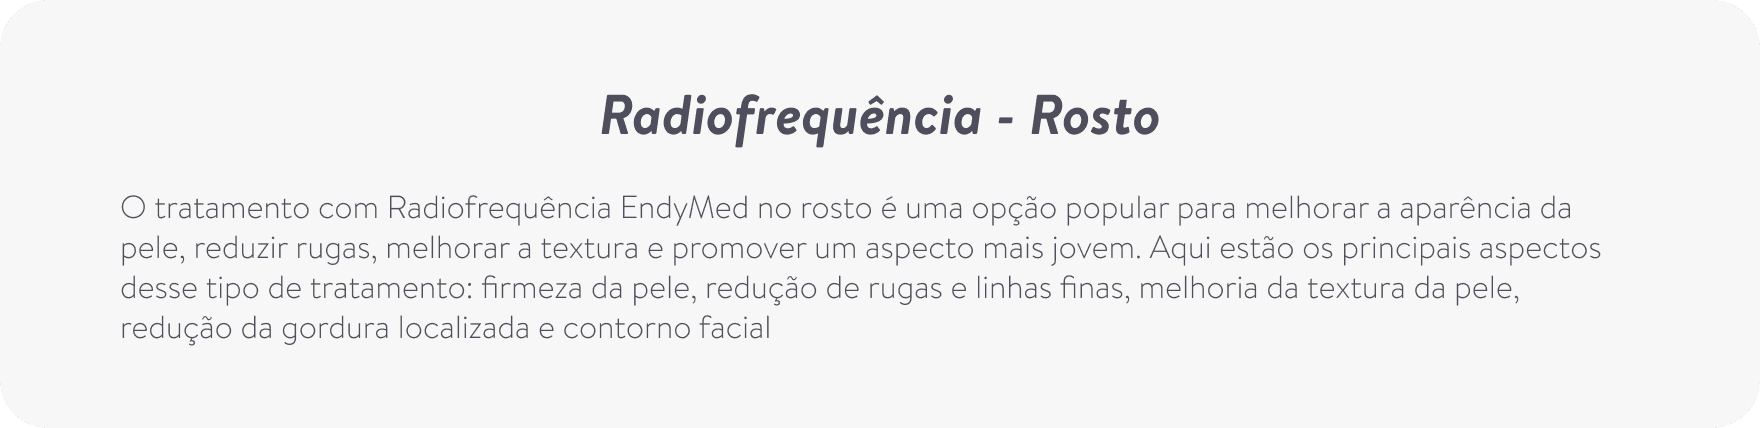 Radiofrequência - Rosto
O tratamento com Radiofrequência EndyMed no rosto é uma opção popular para melhorar a aparência da
pele, reduzir rugas, melhorar a textura e promover um aspecto mais jovem. Aqui estão os principais aspectos
desse tipo de tratamento: firmeza da pele, redução de rugas e linhas finas, melhoria da textura da pele,
redução da gordura localizada e contorno facial